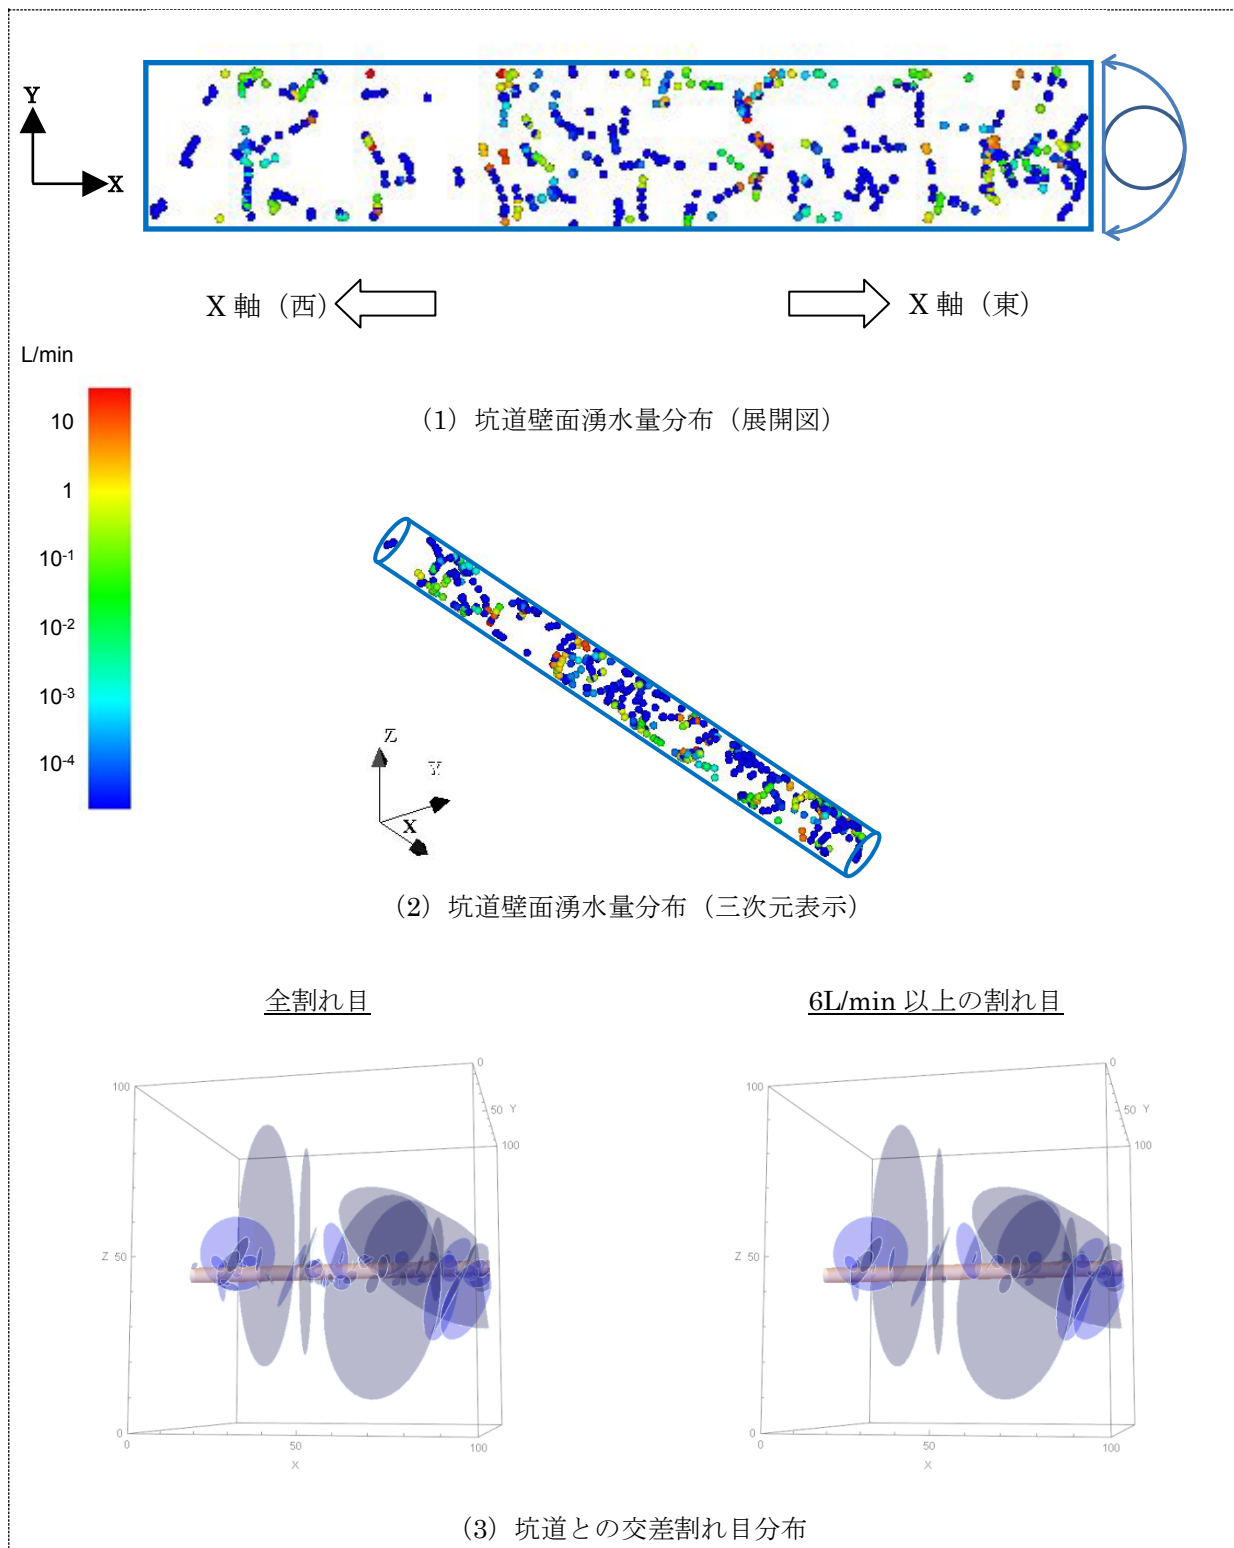 Y
X
X 軸（西）
X 軸（東）
L/min
10
1
10-1
10-2
10-3
10-4
（1）坑道壁面湧水量分布（展開図）
Z
Y
X
（2）坑道壁面湧水量分布（三次元表示）
全割れ目
6L/min 以上の割れ目
100
0
50 Y
100
Z 50
0
0
50
100
X
100
0
50 Y
100
Z 50
0
0
50
100
X
（3）坑道との交差割れ目分布